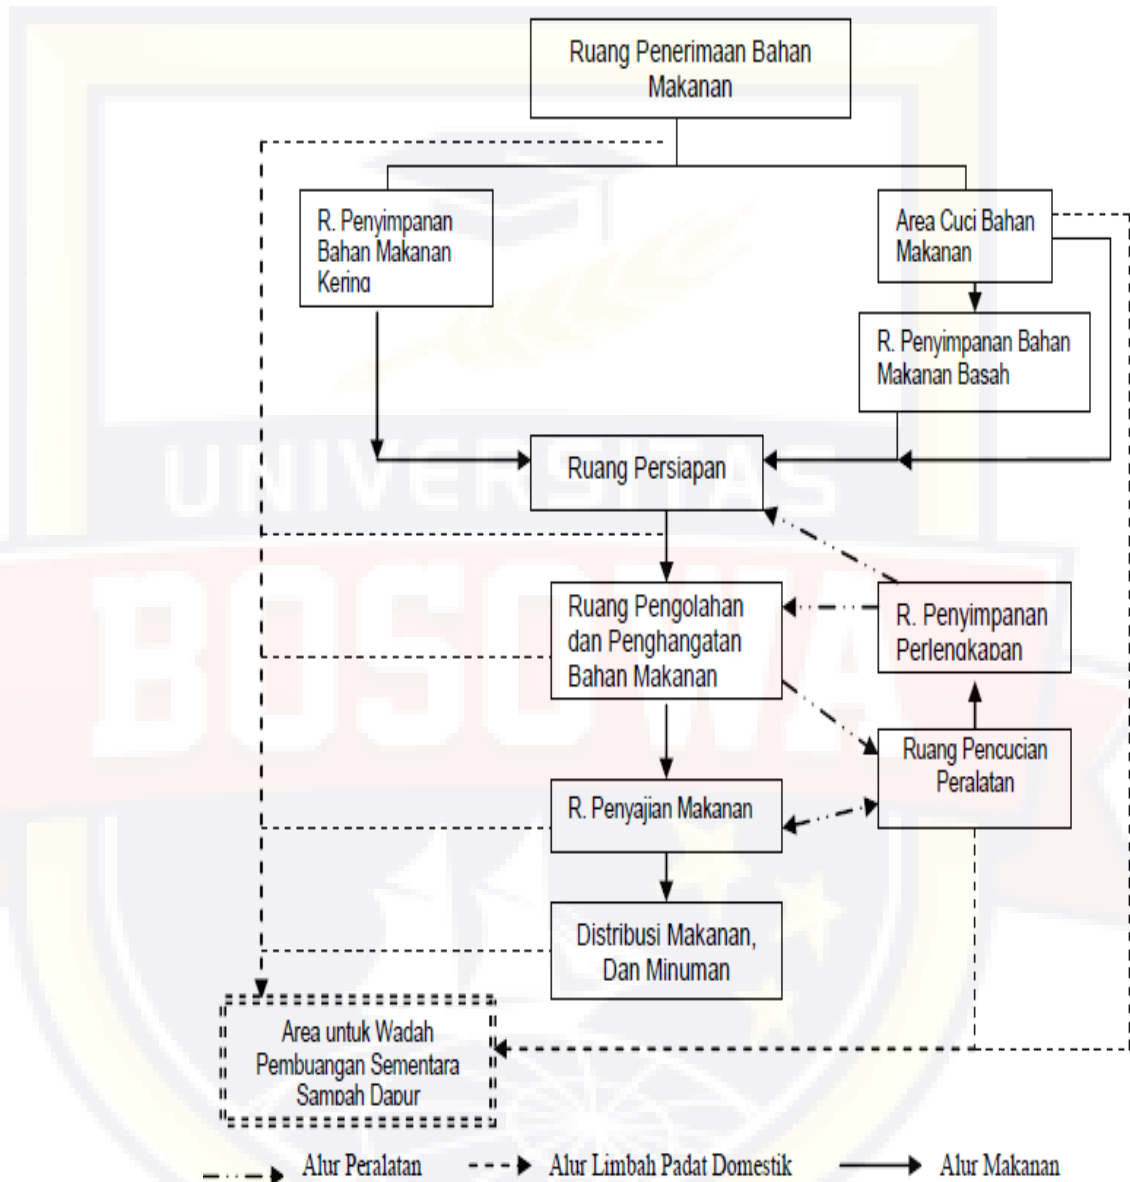 Ruang Penerimaan Bahan
Makanan
R. Penyimpanan
Bahan Makanan
Kering
Area Cuci Bahan
Makanan
R. Penyimpanan Bahan
Makanan Basah
UNIVERSITAS
Ruang Persiapan
BOSOWA
Ruang Pengolahan
dan Penghangatan
Bahan Makanan
R. Penyimpanan
Perlengkapan
Ruang Pencucian
Peralatan
R. Penyajian Makanan
Distribusi Makanan,
Dan Minuman
Area untuk Wadah
Pembuangan Sementara
Sampah Dapur
Alur Peralatan
Alur Limbah Padat Domestik
Alur Makanan